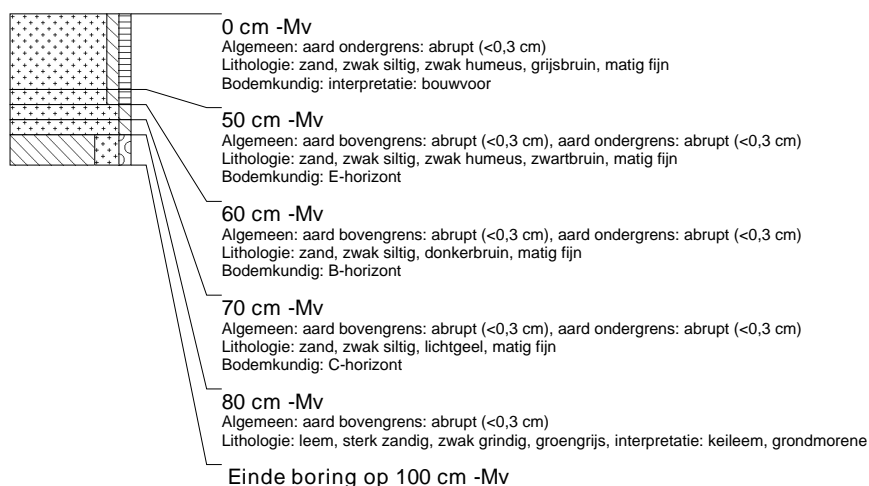 0 cm -Mv
Algemeen: aard ondergrens: abrupt (<0,3 cm)
Lithologie: zand, zwak siltig, zwak humeus, grijsbruin, matig fijn
Bodemkundig: interpretatie: bouwvoor
50 cm -Mv
Algemeen: aard bovengrens: abrupt (<0,3 cm), aard ondergrens: abrupt (<0,3 cm)
Lithologie: zand, zwak siltig, zwak humeus, zwartbruin, matig fijn
Bodemkundig: E-horizont
60 cm -Mv
Algemeen: aard bovengrens: abrupt (<0,3 cm), aard ondergrens: abrupt (<0,3 cm)
Lithologie: zand, zwak siltig, donkerbruin, matig fijn
Bodemkundig: B-horizont
70 cm -Mv
Algemeen: aard bovengrens: abrupt (<0,3 cm), aard ondergrens: abrupt (<0,3 cm)
Lithologie: zand, zwak siltig, lichtgeel, matig fijn
Bodemkundig: C-horizont
80 cm -Mv
Algemeen: aard bovengrens: abrupt (<0,3 cm)
Lithologie: leem, sterk zandig, zwak grindig, groengrijs, interpretatie: keileem, grondmorene
Einde boring op 100 cm -Mv